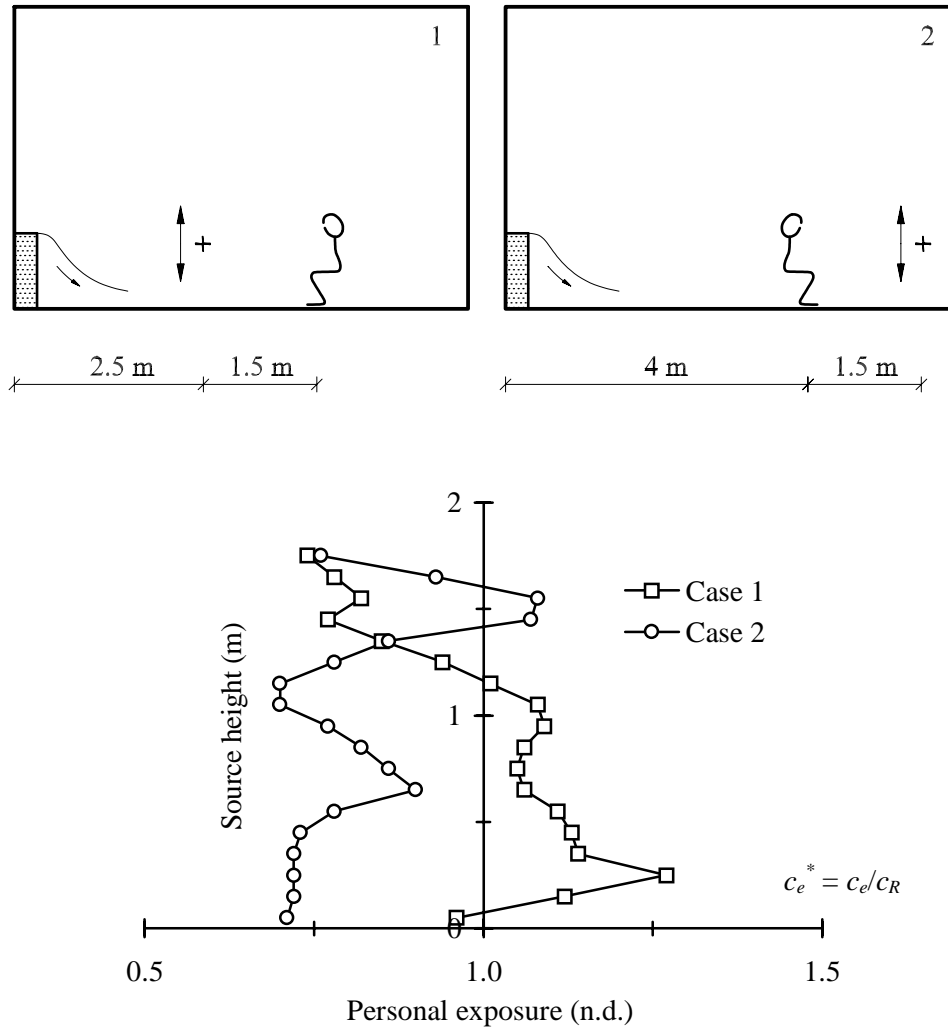 1
2
2.5 m
1.5 m
4 m
1.5 m
2
Case 1
Case 2
1
Source height (m)
c_e^* = c_e/c_R
0
0.5
1.0
1.5
Personal exposure (n.d.)